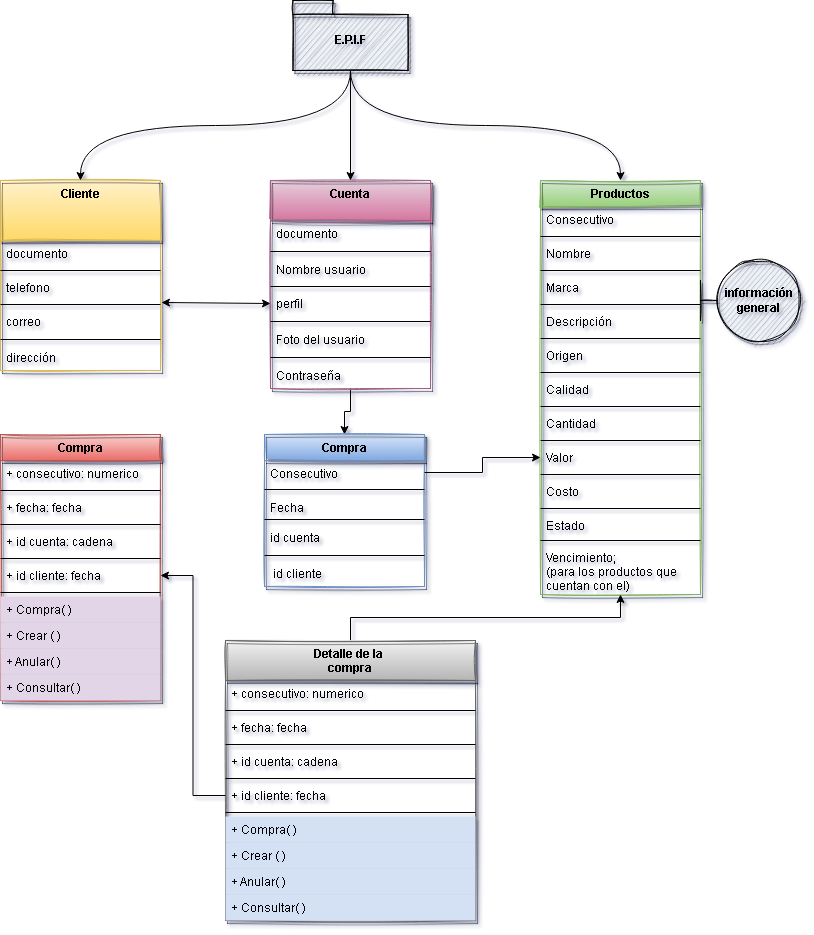 E.P.I.F
Cliente
documento
telefono
correo
dirección
Cuenta
documento
Nombre usuario
perfil
Foto del usuario
Contraseña
Productos
Consecutivo
Nombre
Marca
Descripción
Origen
Calidad
Cantidad
Valor
Costo
Estado
Vencimiento;
(para los productos que
cuentan con el)
información
general
Compra
+ consecutivo: numerico
+ fecha: fecha
+ id cuenta: cadena
+ id cliente: fecha
+ Compra()
+ Crear ()
+ Anular()
+ Consultar()
Compra
Consecutivo
Fecha
id cuenta
id cliente
Detalle de la
compra
+ consecutivo: numerico
+ fecha: fecha
+ id cuenta: cadena
+ id cliente: fecha
+ Compra()
+ Crear ()
+ Anular()
+ Consultar()